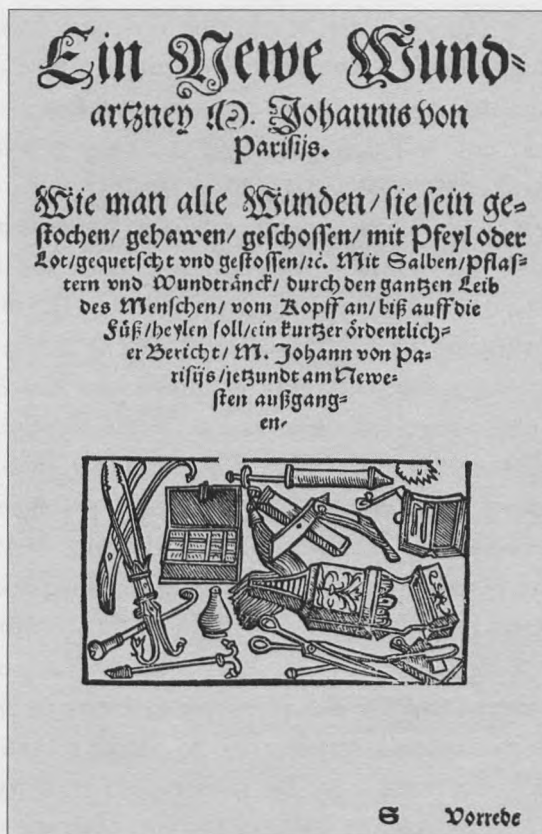 Ein Newe Wund-
artzney M. Johanns von
Parisijs.
Wie man alle Wunden/ sie sein ge-
stochen/ gehawen/ geschossen/ mit Pfeyl oder
Lot/ gequetscht vnd gestossen/ ꝛc. Mit Salben/ Pflas-
tern vnd Wundtränck/ durch den gantzen Leib
des Menschen/ vom Kopff an/ biß auff die
Füß/ heylen soll/ ein kurtzer ördentlich-
er Bericht/ M. Johann von Pa-
risijs/ jetzundt am Newe-
sten außgang-
en.
S Vorrede